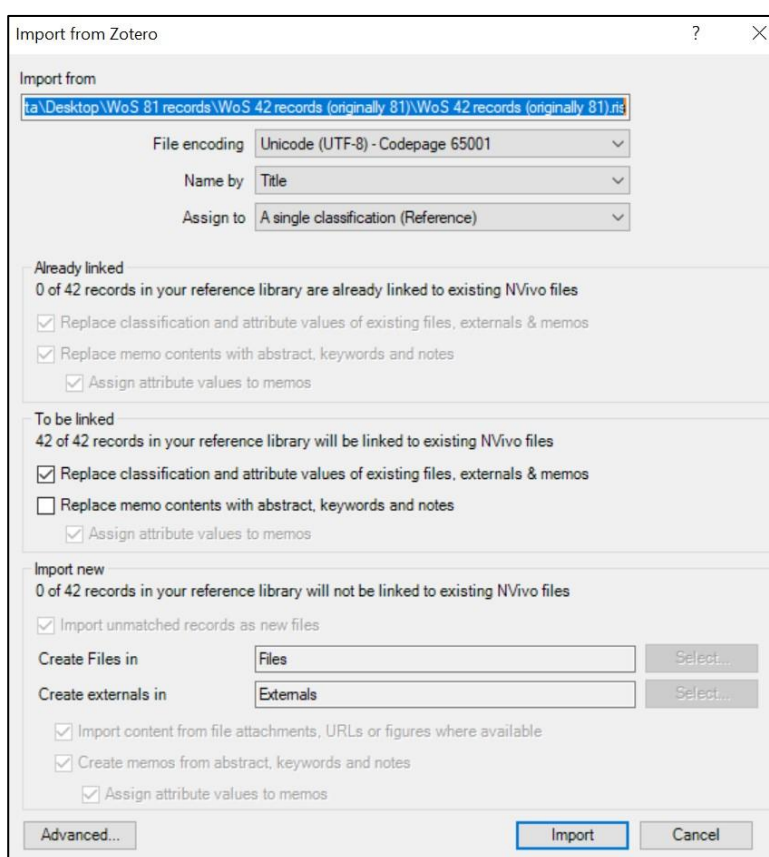 Import from Zotero ? X
Import from
ta\Desktop\WoS 81 records\WoS 42 records (originally 81)\WoS 42 records (originally 81).ris
File encoding Unicode (UTF-8) - Codepage 65001
Name by Title
Assign to A single classification (Reference)
Already linked
0 of 42 records in your reference library are already linked to existing NVivo files
Replace classification and attribute values of existing files, externals & memos
Replace memo contents with abstract, keywords and notes
Assign attribute values to memos
To be linked
42 of 42 records in your reference library will be linked to existing NVivo files
Replace classification and attribute values of existing files, externals & memos
Replace memo contents with abstract, keywords and notes
Assign attribute values to memos
Import new
0 of 42 records in your reference library will not be linked to existing NVivo files
Import unmatched records as new files
Create Files in Files Select...
Create externals in Externals Select...
Import content from file attachments, URLs or figures where available
Create memos from abstract, keywords and notes
Assign attribute values to memos
Advanced... Import Cancel